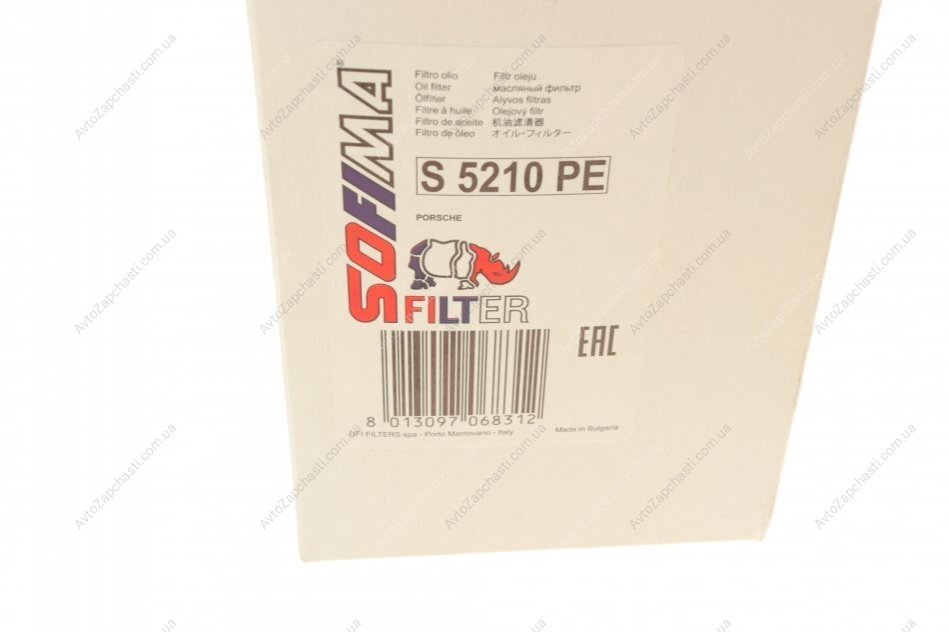 SOFIMA®
Filtro olio
Oil filter
Ölfilter
Filtre à huile
Filtro de aceite
Filtro de óleo
Filtr oleju
масляный фильтр
Alyvos filtras
Olejový filtr
机油滤清器
オイル・フィルター
S 5210 PE
PORSCHE
FILTER
EAC
8 013097 068312
DFI FILTERS spa - Porto Mantovano - Italy
Made in Bulgaria
AvtoZapchasti.com.ua